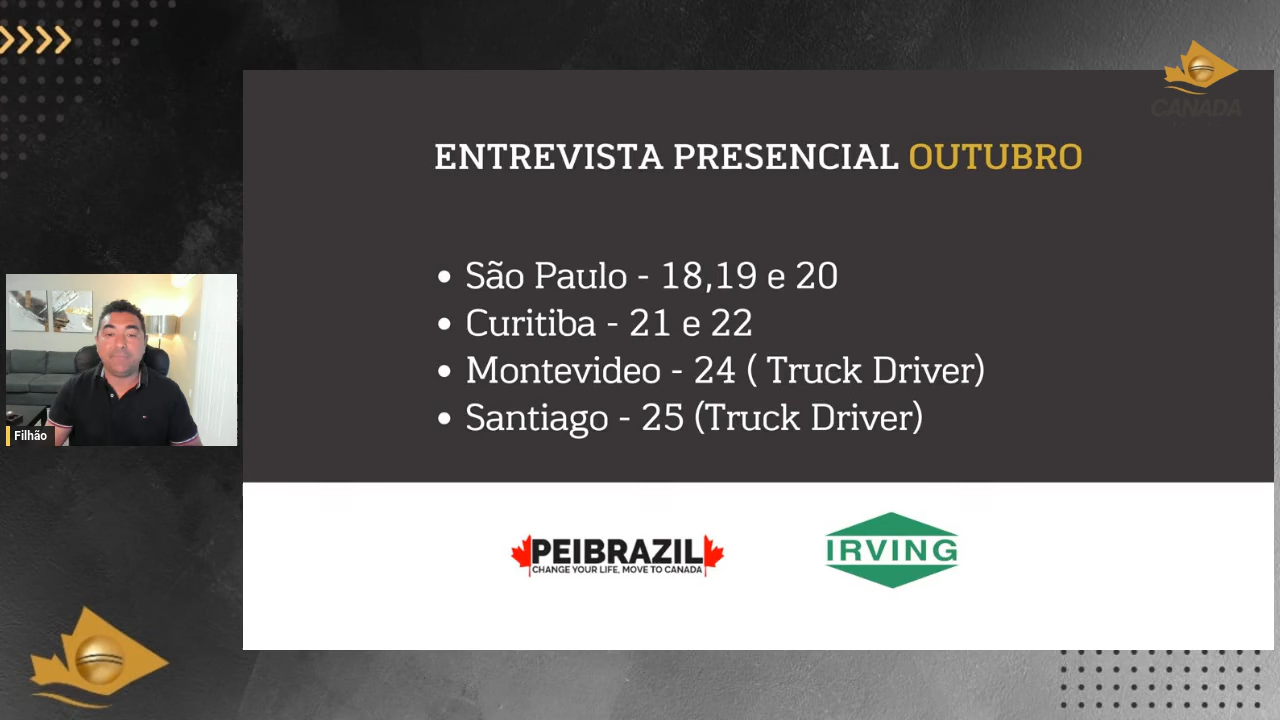 CANADA
ENTREVISTA PRESENCIAL OUTUBRO
• São Paulo - 18,19 e 20
• Curitiba - 21 e 22
• Montevideo - 24 ( Truck Driver)
• Santiago - 25 (Truck Driver)
Filhão
PEIBRAZIL
CHANGE YOUR LIFE, MOVE TO CANADA
IRVING